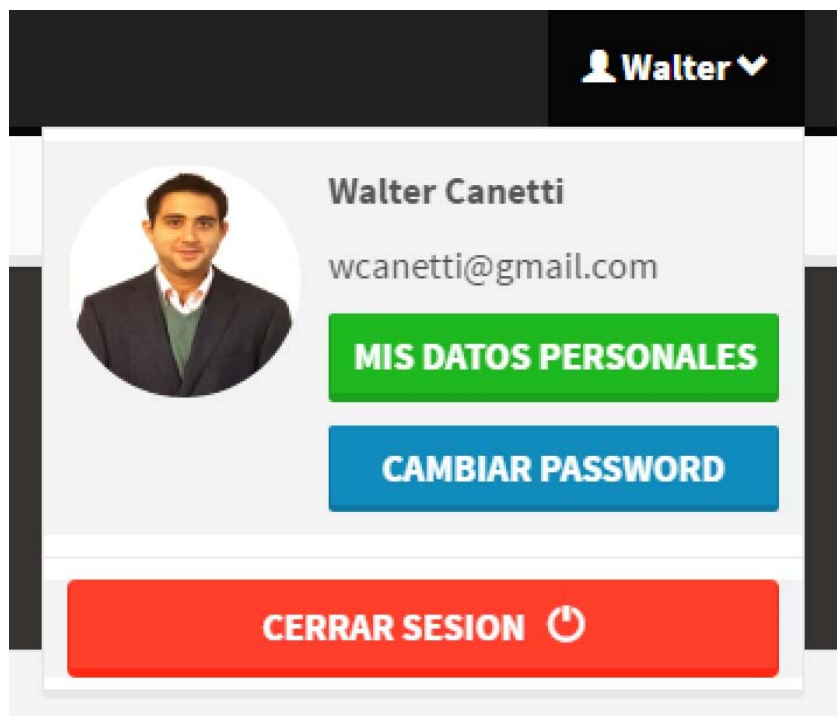 Walter
Walter Canetti
wcanetti@gmail.com
MIS DATOS PERSONALES
CAMBIAR PASSWORD
CERRAR SESION